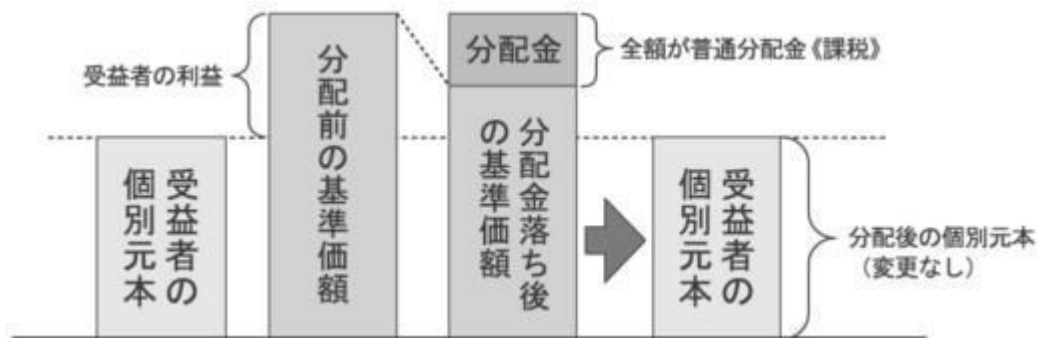 受益者の利益
受益者の
個別元本
分配前の基準価額
分配金
全額が普通分配金《課税》
分配金落ち後
の基準価額
受益者の
個別元本
分配後の個別元本
（変更なし）